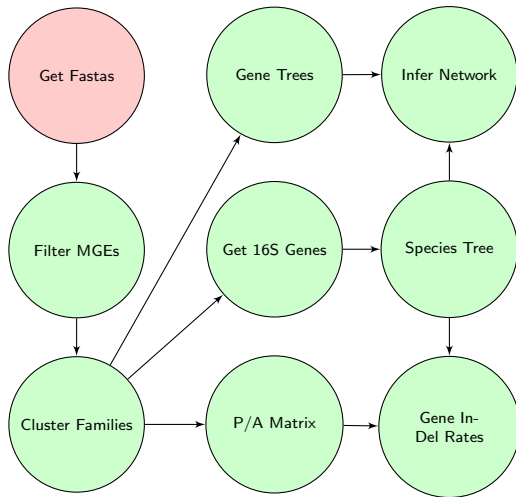 Get Fastas
Gene Trees
Infer Network
Filter MGEs
Get 16S Genes
Species Tree
Cluster Families
P/A Matrix
Gene In-
Del Rates